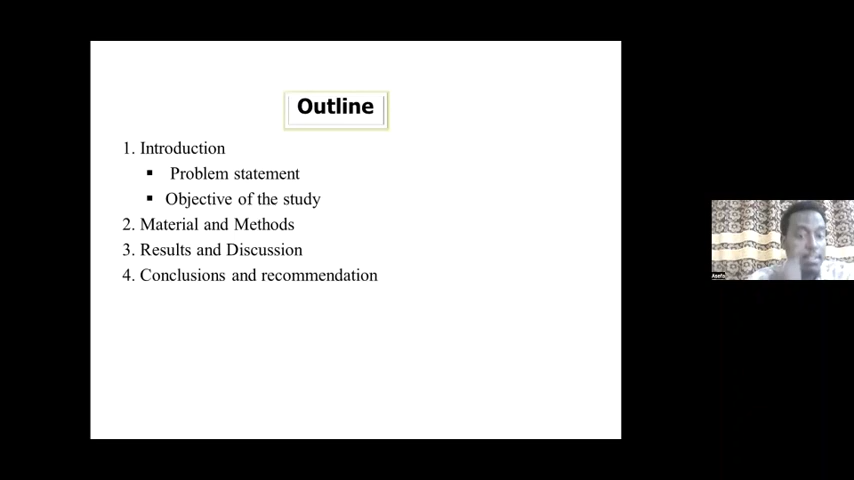 Outline
1. Introduction
▪ Problem statement
▪ Objective of the study
2. Material and Methods
3. Results and Discussion
4. Conclusions and recommendation
Asefa